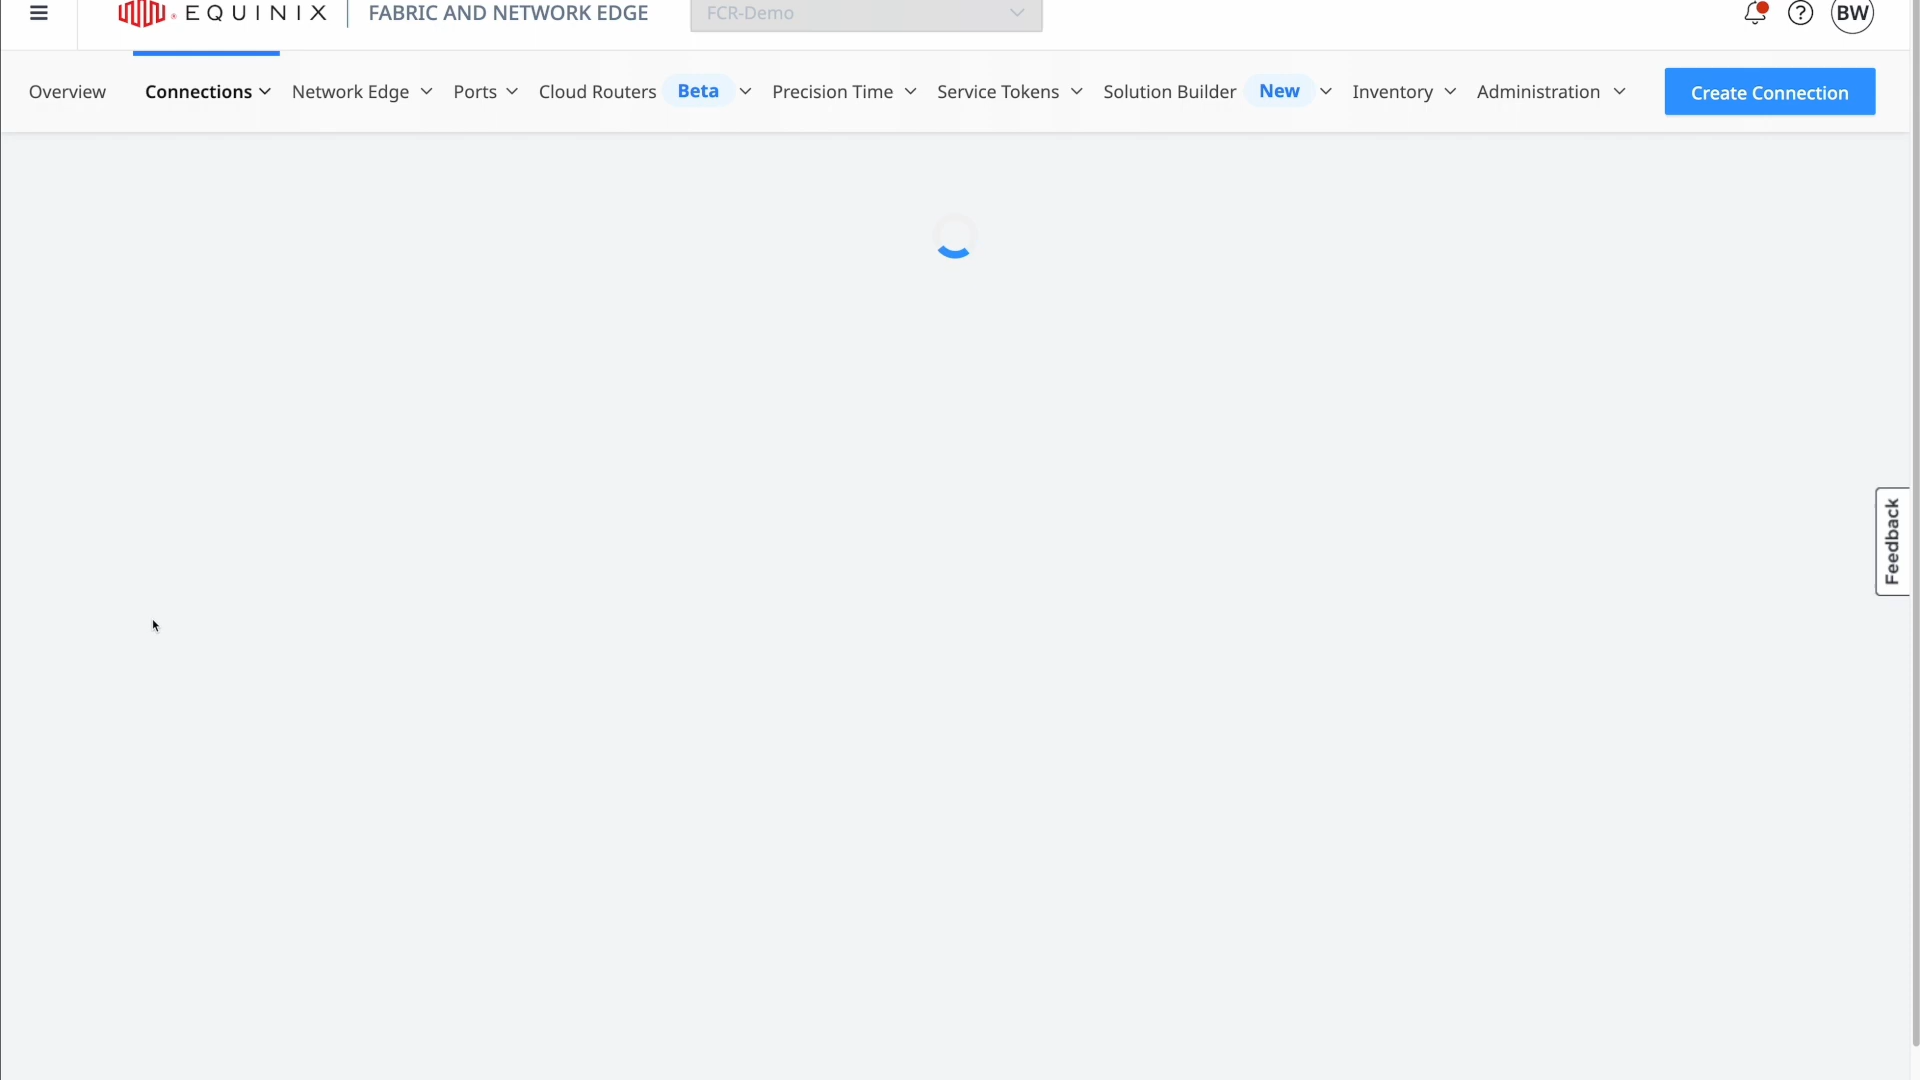 EQUINIX
FABRIC AND NETWORK EDGE
FCR-Demo
BW
Overview
Connections
Network Edge
Ports
Cloud Routers
Beta
Precision Time
Service Tokens
Solution Builder
New
Inventory
Administration
Create Connection
Feedback